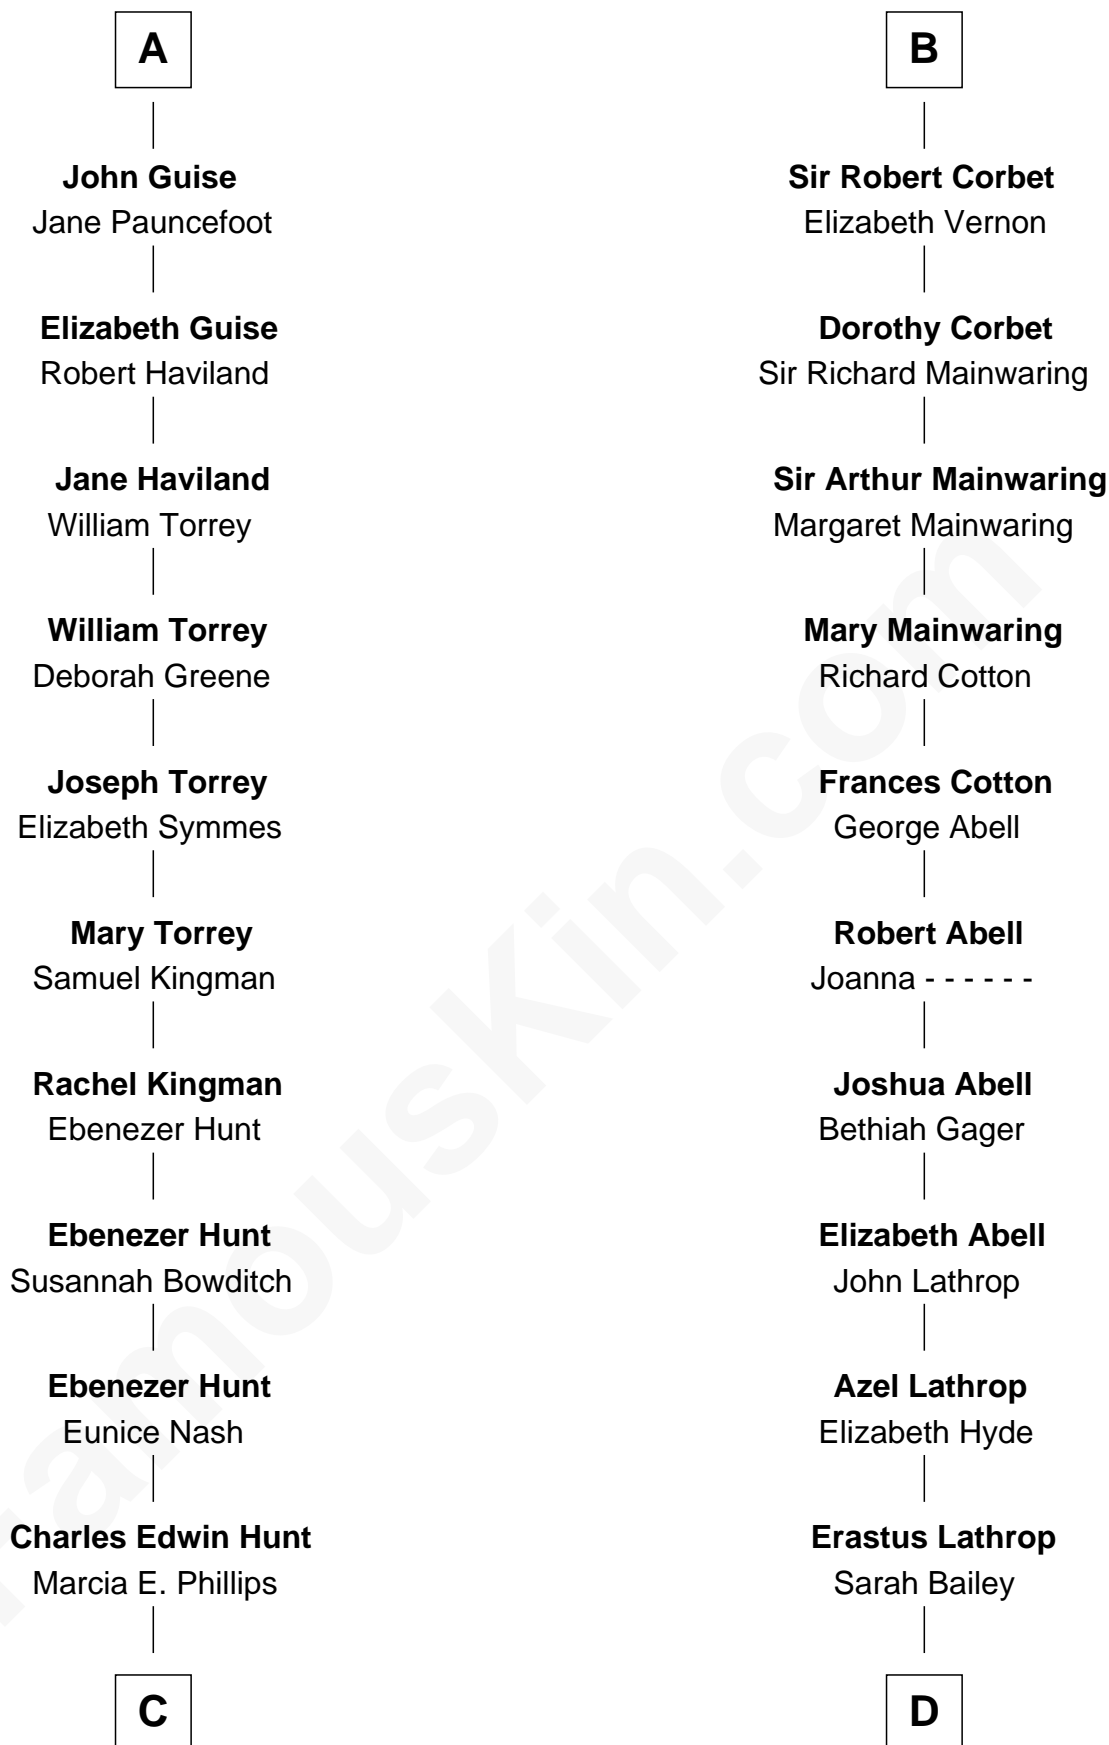 A
John Guise
Jane Pauncefoot
Elizabeth Guise
Robert Haviland
Jane Haviland
William Torrey
William Torrey
Deborah Greene
Joseph Torrey
Elizabeth Symmes
Mary Torrey
Samuel Kingman
Rachel Kingman
Ebenezer Hunt
Ebenezer Hunt
Susannah Bowditch
Ebenezer Hunt
Eunice Nash
Charles Edwin Hunt
Marcia E. Phillips
C
B
Sir Robert Corbet
Elizabeth Vernon
Dorothy Corbet
Sir Richard Mainwaring
Sir Arthur Mainwaring
Margaret Mainwaring
Mary Mainwaring
Richard Cotton
Frances Cotton
George Abell
Robert Abell
Joanna - - - - - -
Joshua Abell
Bethiah Gager
Elizabeth Abell
John Lathrop
Azel Lathrop
Elizabeth Hyde
Erastus Lathrop
Sarah Bailey
D
FamousKin.com